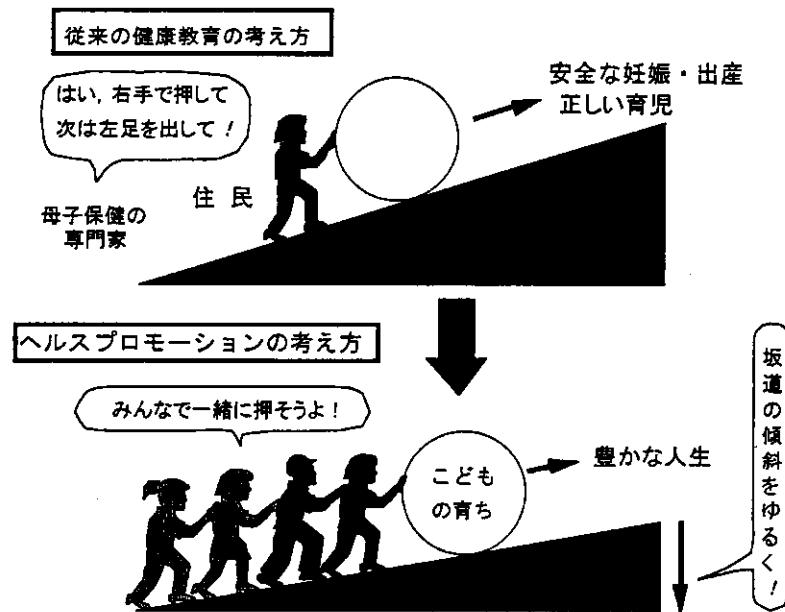 従来の健康教育の考え方
はい,右手で押して
次は左足を出して！
母子保健の
専門家
住民
安全な妊娠・出産
正しい育児
ヘルスプロモーションの考え方
みんなで一緒に押そうよ！
こども
の育ち
豊かな人生
坂道の傾斜をゆるく！